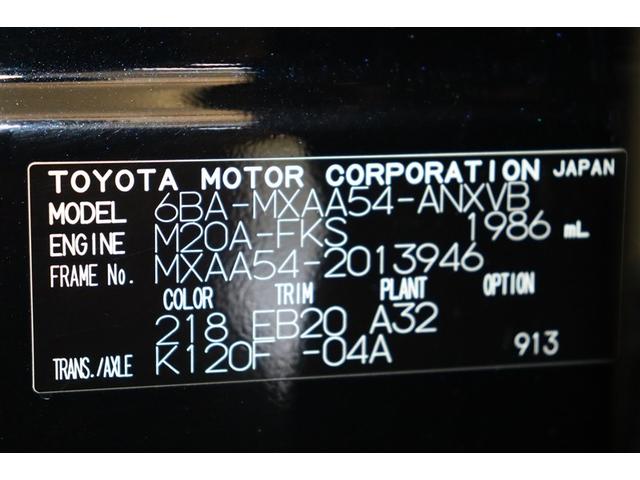 TOYOTA MOTOR CORPORATION JAPAN
MODEL 6BA-MXAA54-ANXVB
ENGINE M20A-FKS 1986 mL
FRAME No. MXAA54-2013946
COLOR TRIM PLANT OPTION
218 EB20 A32
TRANS./AXLE K120F -04A 913